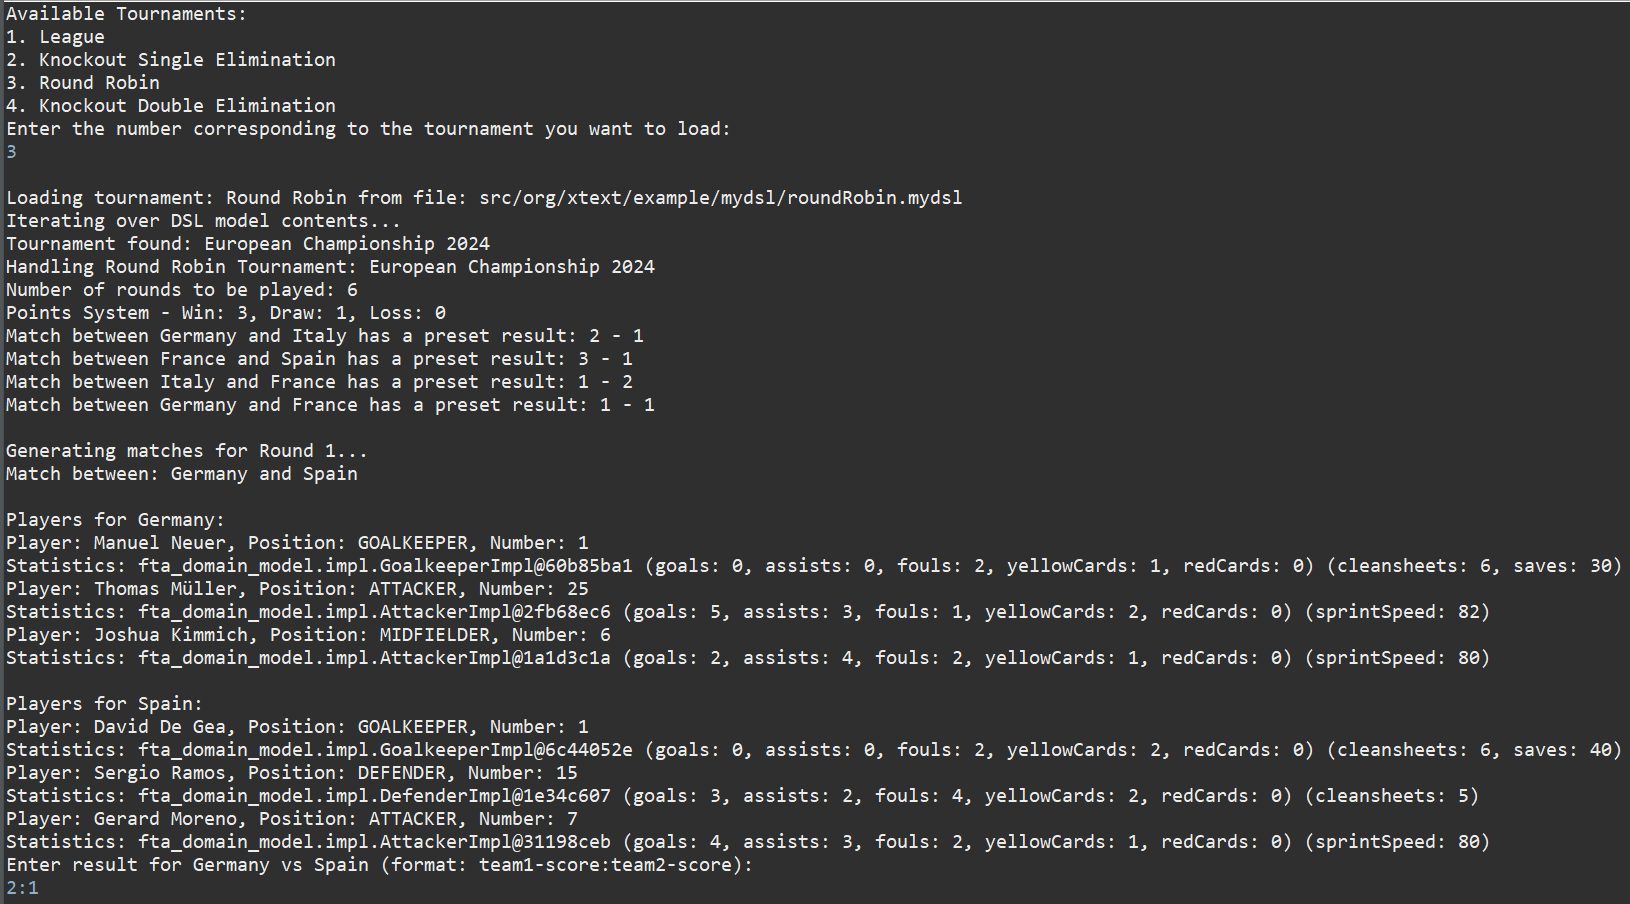 Available Tournaments:
1. League
2. Knockout Single Elimination
3. Round Robin
4. Knockout Double Elimination
Enter the number corresponding to the tournament you want to load:
3
Loading tournament: Round Robin from file: src/org/xtext/example/mydsl/roundRobin.mydsl
Iterating over DSL model contents...
Tournament found: European Championship 2024
Handling Round Robin Tournament: European Championship 2024
Number of rounds to be played: 6
Points System - Win: 3, Draw: 1, Loss: 0
Match between Germany and Italy has a preset result: 2 - 1
Match between France and Spain has a preset result: 3 - 1
Match between Italy and France has a preset result: 1 - 2
Match between Germany and France has a preset result: 1 - 1
Generating matches for Round 1...
Match between: Germany and Spain
Players for Germany:
Player: Manuel Neuer, Position: GOALKEEPER, Number: 1
Statistics: fta_domain_model.impl.GoalkeeperImpl@60b85ba1 (goals: 0, assists: 0, fouls: 2, yellowCards: 1, redCards: 0) (cleansheets: 6, saves: 30)
Player: Thomas Müller, Position: ATTACKER, Number: 25
Statistics: fta_domain_model.impl.AttackerImpl@2fb68ec6 (goals: 5, assists: 3, fouls: 1, yellowCards: 2, redCards: 0) (sprintSpeed: 82)
Player: Joshua Kimmich, Position: MIDFIELDER, Number: 6
Statistics: fta_domain_model.impl.AttackerImpl@1a1d3c1a (goals: 2, assists: 4, fouls: 2, yellowCards: 1, redCards: 0) (sprintSpeed: 80)
Players for Spain:
Player: David De Gea, Position: GOALKEEPER, Number: 1
Statistics: fta_domain_model.impl.GoalkeeperImpl@6c44052e (goals: 0, assists: 0, fouls: 2, yellowCards: 2, redCards: 0) (cleansheets: 6, saves: 40)
Player: Sergio Ramos, Position: DEFENDER, Number: 15
Statistics: fta_domain_model.impl.DefenderImpl@1e34c607 (goals: 3, assists: 2, fouls: 4, yellowCards: 2, redCards: 0) (cleansheets: 5)
Player: Gerard Moreno, Position: ATTACKER, Number: 7
Statistics: fta_domain_model.impl.AttackerImpl@31198ceb (goals: 4, assists: 3, fouls: 2, yellowCards: 1, redCards: 0) (sprintSpeed: 80)
Enter result for Germany vs Spain (format: team1-score:team2-score):
2:1